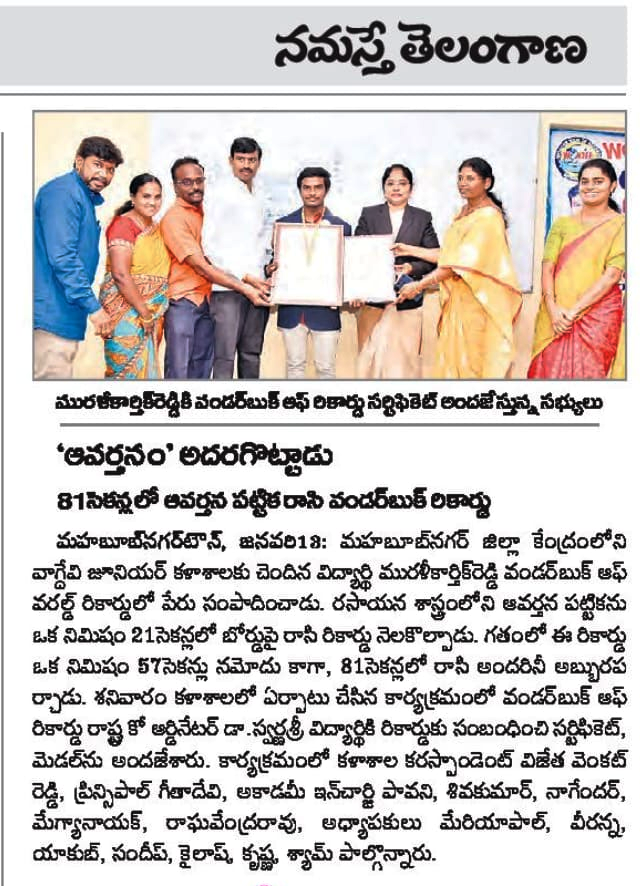 నమస్తే తెలంగాణ
W
మురళీకార్తిక్‌రెడ్డికి వండర్‌బుక్ ఆఫ్ రికార్డు సర్టిఫికెట్ అందజేస్తున్న సభ్యులు
‘ఆవర్తనం’ అదరగొట్టాడు
81సెకన్లలో ఆవర్తన పట్టిక రాసి వండర్‌బుక్ రికార్డు
మహబూబ్‌నగర్‌టౌన్, జనవరి13: మహబూబ్‌నగర్ జిల్లా కేంద్రంలోని
వాగ్దేవి జూనియర్ కళాశాలకు చెందిన విద్యార్థి మురళీకార్తిక్‌రెడ్డి వండర్‌బుక్ ఆఫ్
వరల్డ్ రికార్డులో పేరు సంపాదించాడు. రసాయన శాస్త్రంలోని ఆవర్తన పట్టికను
ఒక నిమిషం 21సెకన్లలో బోర్డుపై రాసి రికార్డు నెలకొల్పాడు. గతంలో ఈ రికార్డు
ఒక నిమిషం 57సెకన్లు నమోదు కాగా, 81సెకన్లలో రాసి అందరినీ అబ్బురప
ర్చాడు. శనివారం కళాశాలలో ఏర్పాటు చేసిన కార్యక్రమంలో వండర్‌బుక్ ఆఫ్
రికార్డు రాష్ట్ర కో ఆర్డినేటర్ డా.స్వర్ణశ్రీ విద్యార్థికి రికార్డుకు సంబంధించి సర్టిఫికెట్,
మెడల్‌ను అందజేశారు. కార్యక్రమంలో కళాశాల కరస్పాండెంట్ విజేత వెంకట్
రెడ్డి, ప్రిన్సిపాల్ గీతాదేవి, అకాడమీ ఇన్‌చార్జి పావని, శివకుమార్, నాగేందర్,
మేగ్యానాయక్, రాఘవేంద్రరావు, అధ్యాపకులు మేరియాపాల్, వీరన్న,
యాకుబ్, సందీప్, కైలాష్, కృష్ణ, శ్యామ్ పాల్గొన్నారు.